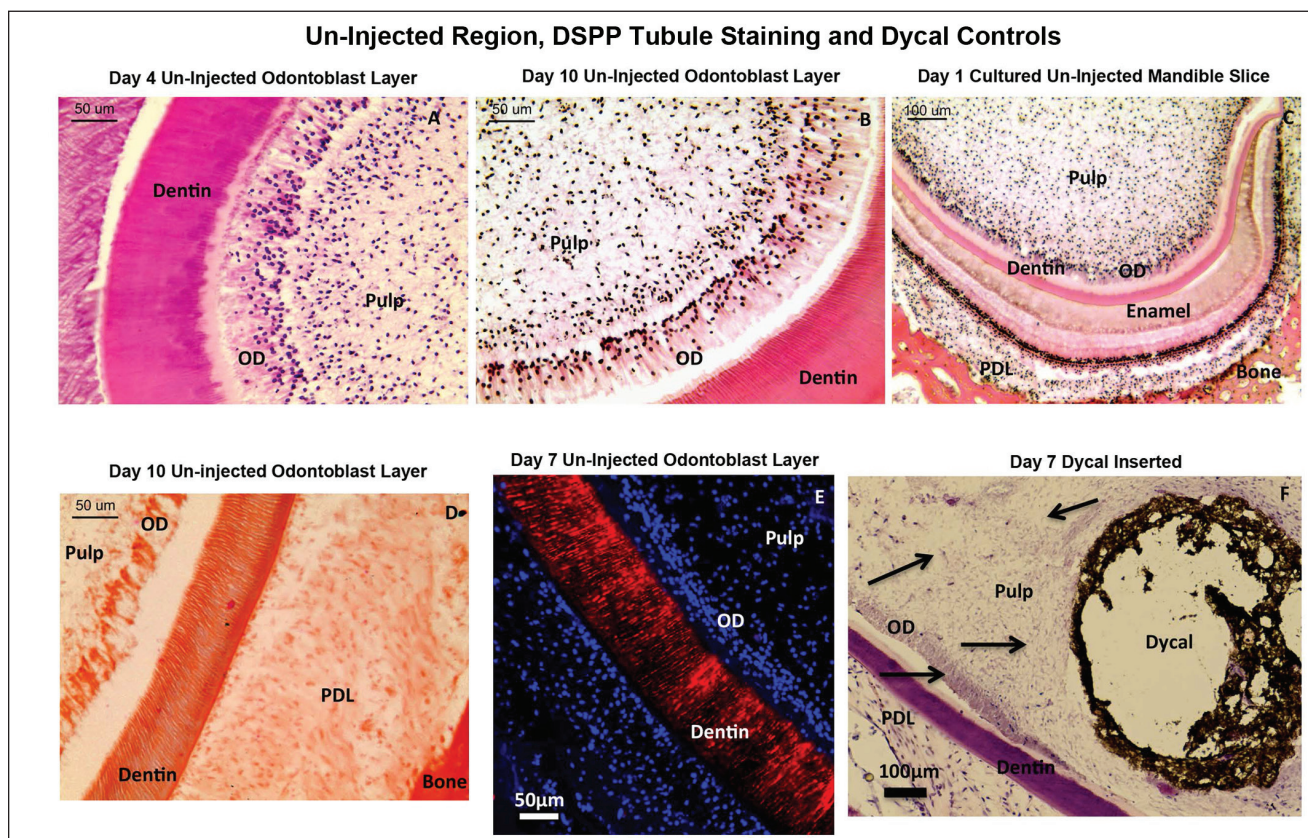 Un-Injected Region, DSPP Tubule Staining and Dycal Controls
Day 4 Un-Injected Odontoblast Layer
50 um
A
Dentin
Pulp
OD
Day 10 Un-Injected Odontoblast Layer
50 um
B
Pulp
OD
Dentin
Day 1 Cultured Un-Injected Mandible Slice
100 um
C
Pulp
Dentin
OD
Enamel
PDL
Bone
Day 10 Un-injected Odontoblast Layer
50 um
D
OD
Pulp
PDL
Dentin
Bone
Day 7 Un-Injected Odontoblast Layer
E
Pulp
OD
Dentin
50µm
Day 7 Dycal Inserted
F
Pulp
OD
Dycal
PDL
Dentin
100µm